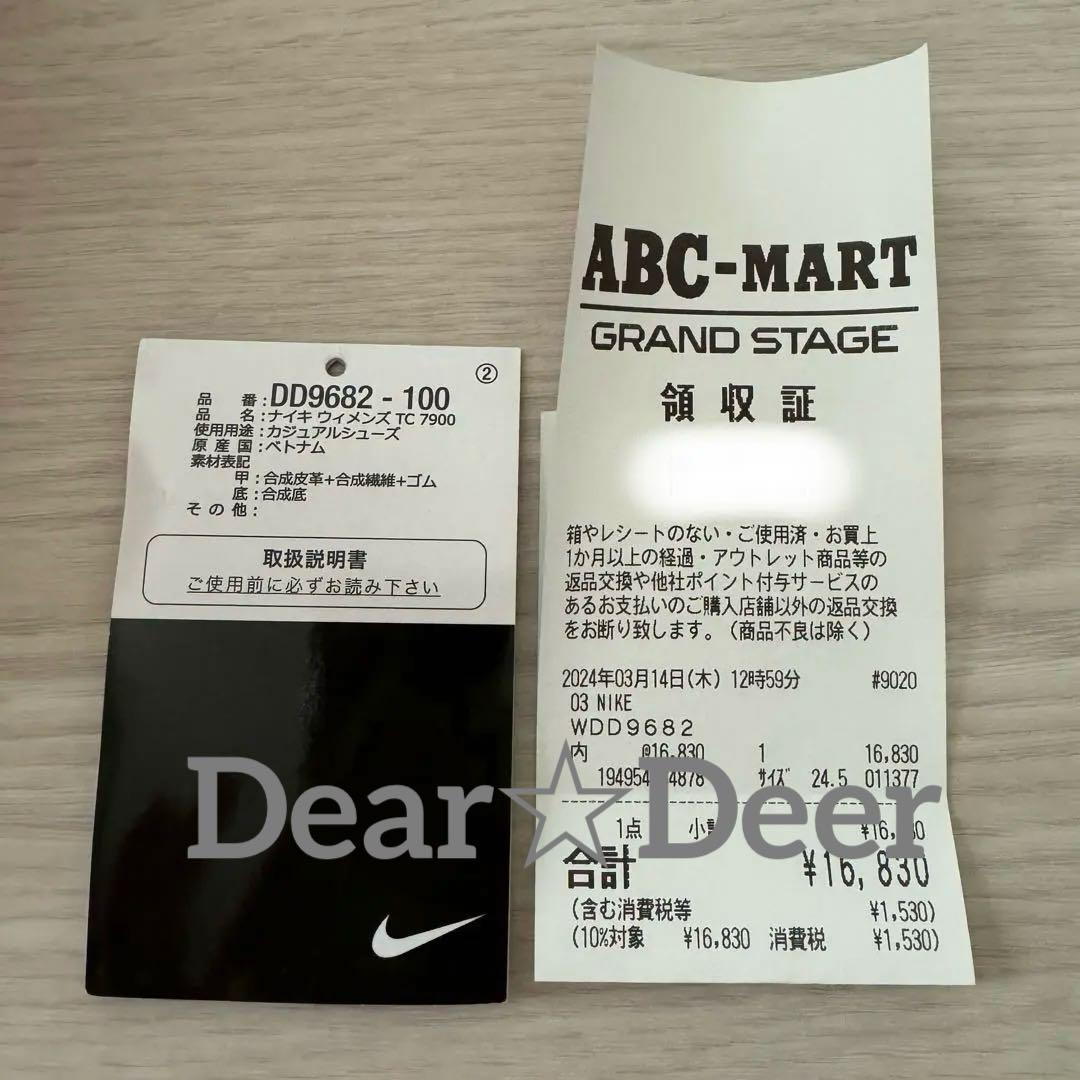 ②
品 番:DD9682 - 100
品 名:ナイキ ウィメンズ TC 7900
使用用途:カジュアルシューズ
原 産 国:ベトナム
素材表記
甲:合成皮革+合成繊維+ゴム
底:合成底
そ の 他:
取扱説明書
ご使用前に必ずお読み下さい
ABC-MART
GRAND STAGE
領 収 証
箱やレシートのない・ご使用済・お買上
1か月以上の経過・アウトレット商品等の
返品交換や他社ポイント付与サービスの
あるお支払いのご購入店舗以外の返品交換
をお断り致します。(商品不良は除く)
2024年03月14日(木) 12時59分 #9020
03 NIKE
WDD9682
内 @16,830 1 16,830
ｻｲｽﾞ 24.5 011377
1点
合計 ¥16,830
(含む消費税等 ¥1,530)
(10%対象 ¥16,830 消費税 ¥1,530)
Dear☆Deer